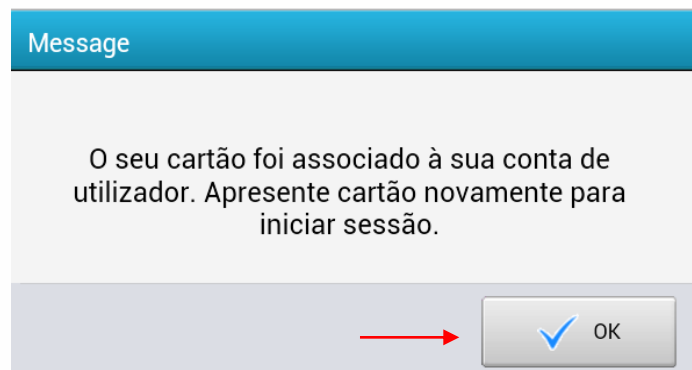 Message
O seu cartão foi associado à sua conta de
utilizador. Apresente cartão novamente para
iniciar sessão.
OK